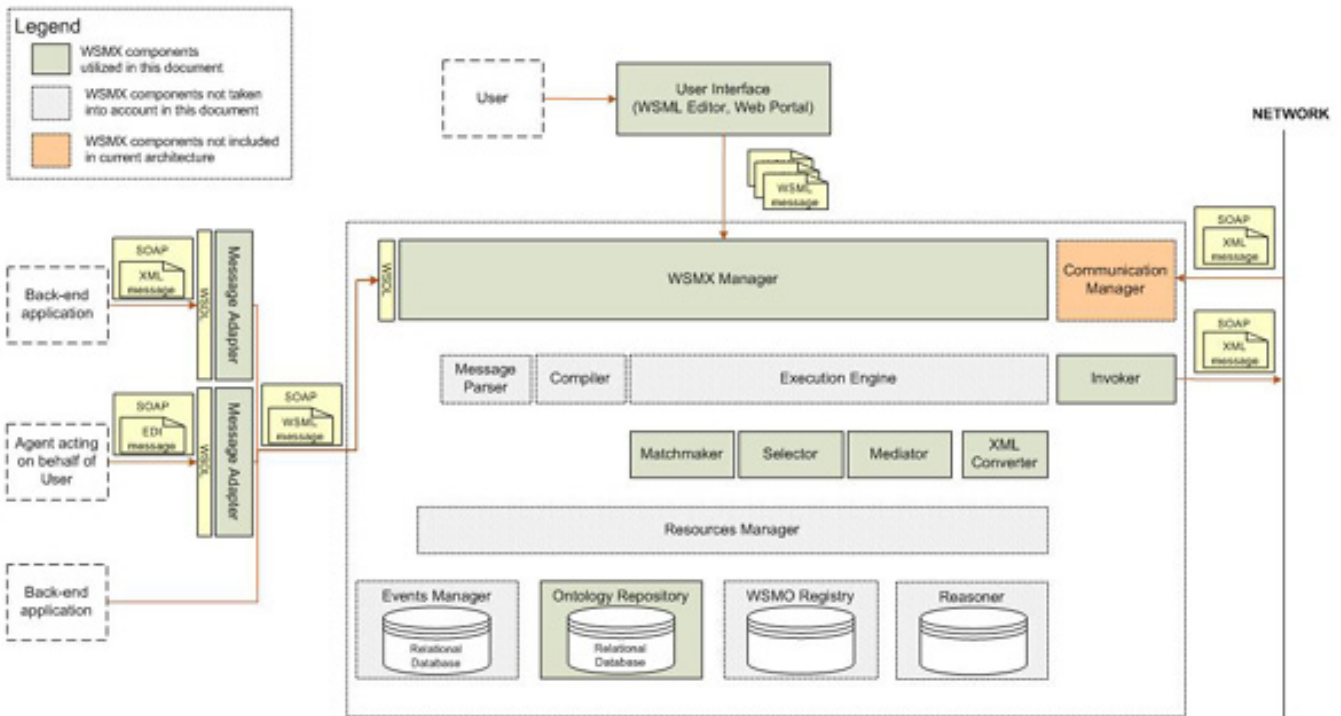 Legend
WSMX components
utilized in this document
WSMX components not taken
into account in this document
WSMX components not included
in current architecture
User
User Interface
(WSML Editor, Web Portal)
NETWORK
WSML
message
SOAP
XML
message
WSDL
Message Adapter
Back-end
application
WSDL
WSMX Manager
Communication
Manager
SOAP
XML
message
SOAP
XML
message
Message
Parser
Compiler
Execution Engine
Invoker
SOAP
EDI
message
WSDL
Message Adapter
SOAP
WSML
message
Agent acting
on behalf of
User
Matchmaker
Selector
Mediator
XML
Converter
Resources Manager
Back-end
application
Events Manager
Relational
Database
Ontology Repository
Relational
Database
WSMO Registry
Reasoner